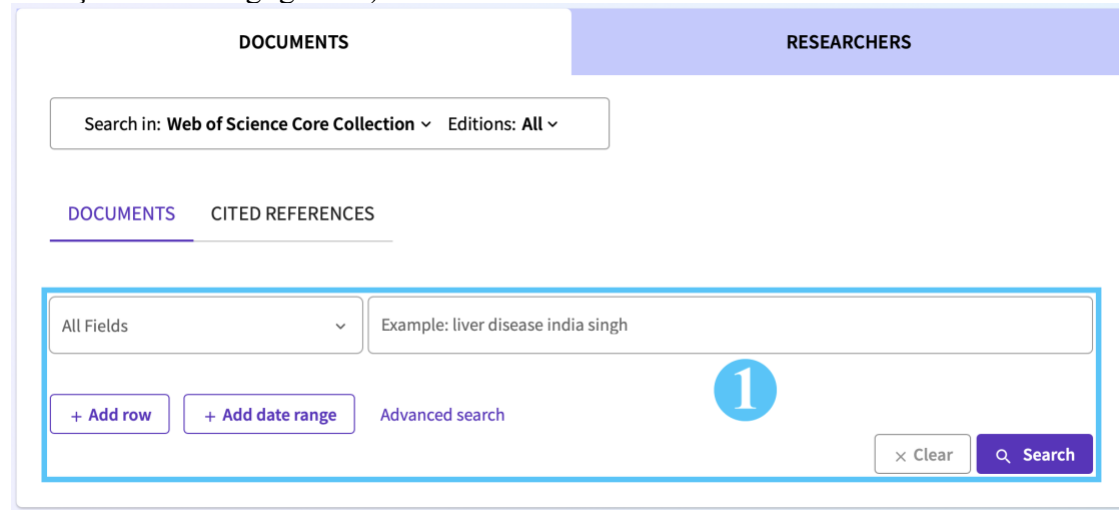 DOCUMENTS RESEARCHERS
Search in: Web of Science Core Collection Editions: All
DOCUMENTS CITED REFERENCES
All Fields Example: liver disease india singh
1
+ Add row + Add date range Advanced search
× Clear Search